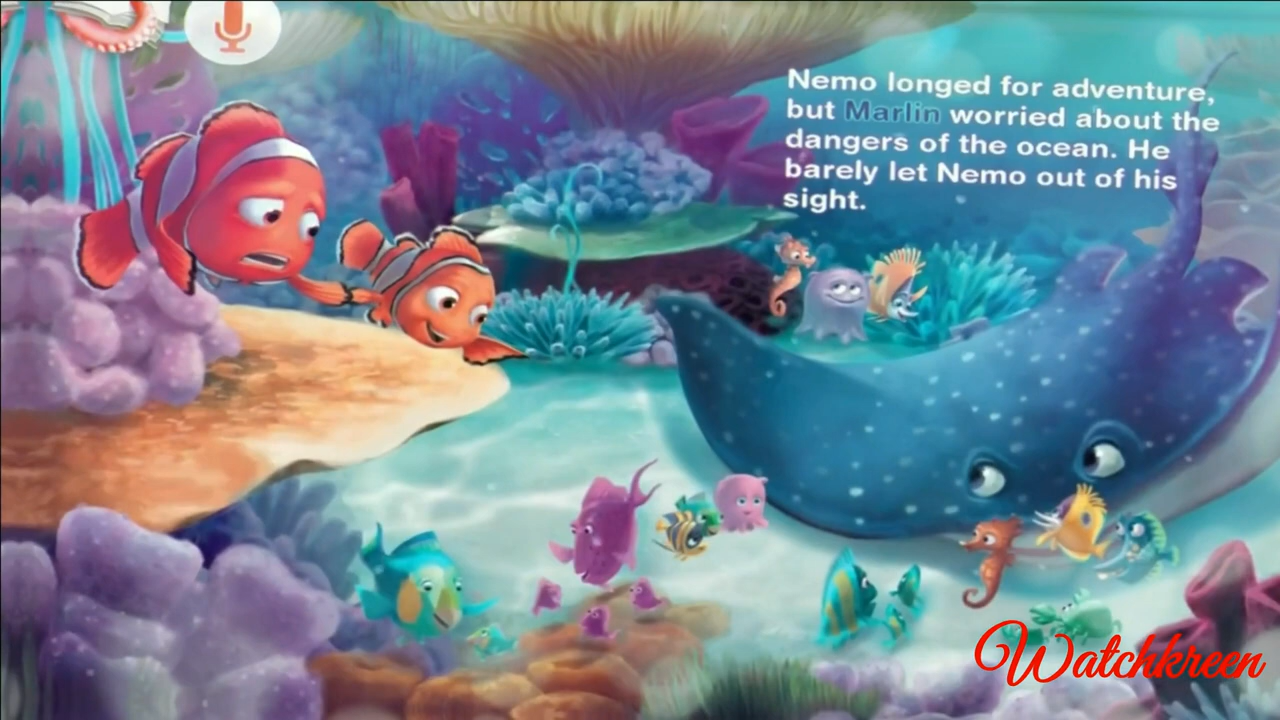 Nemo longed for adventure,
but Marlin worried about the
dangers of the ocean. He
barely let Nemo out of his
sight.
Watchkreen